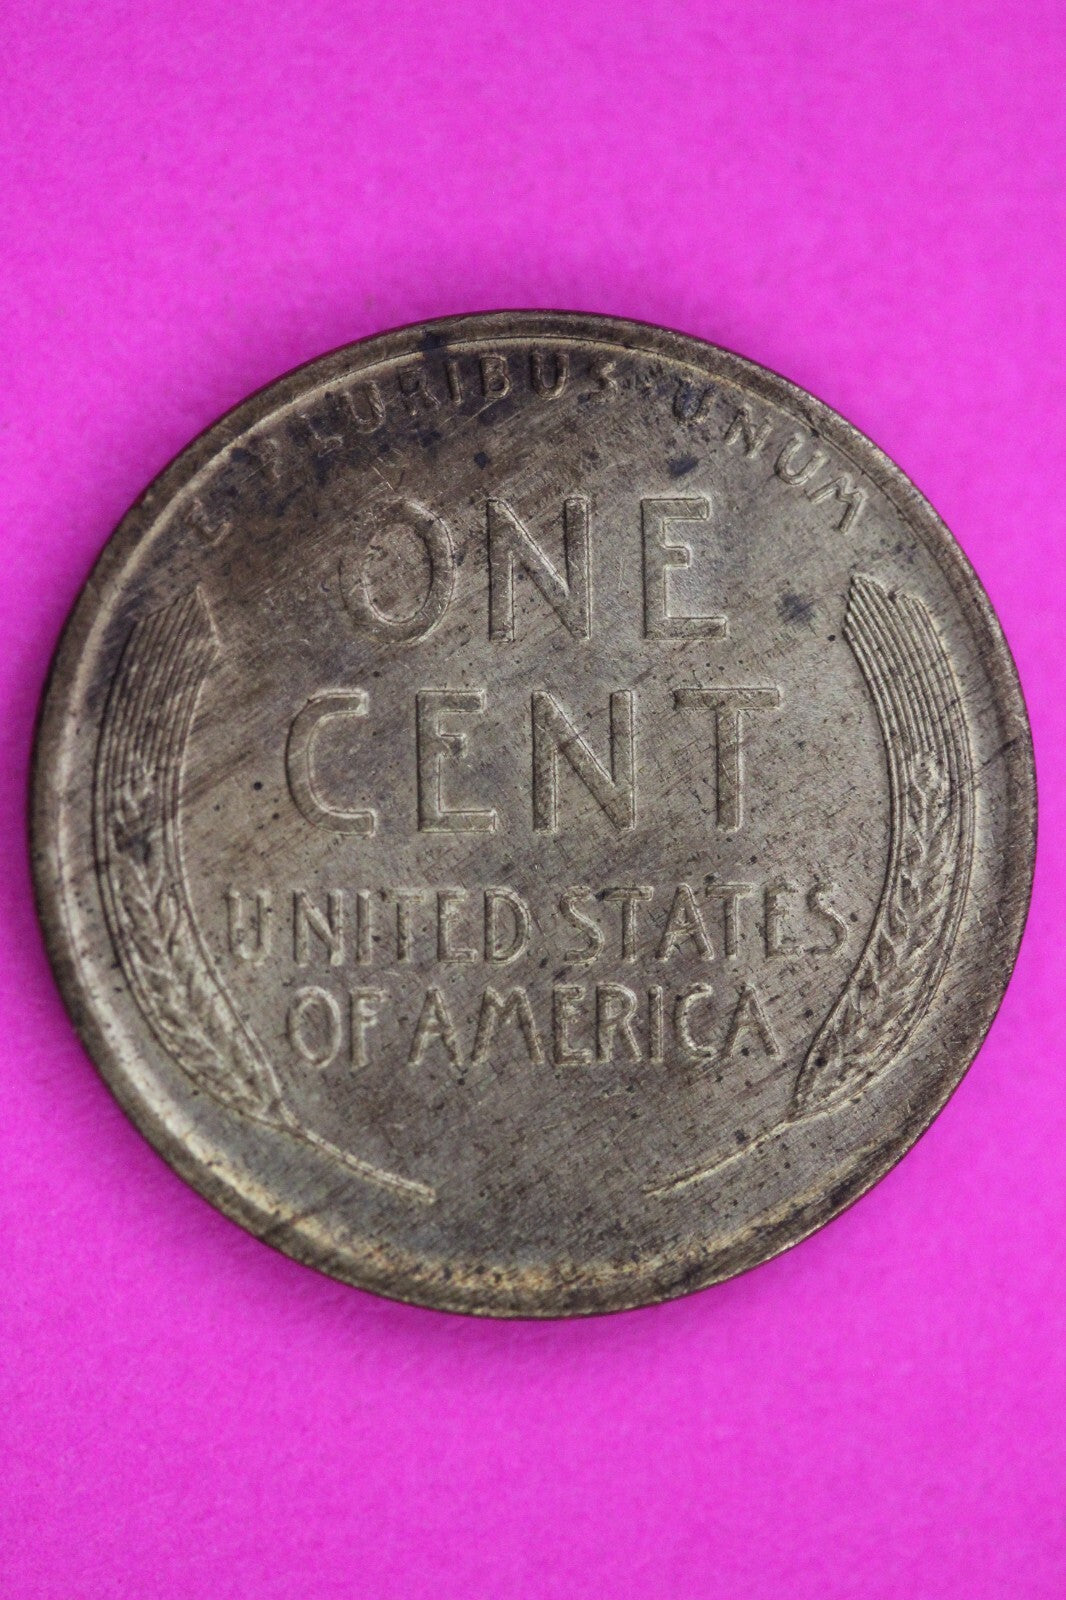 E·PLURIBUS·UNUM
ONE
CENT
UNITED STATES
OF AMERICA